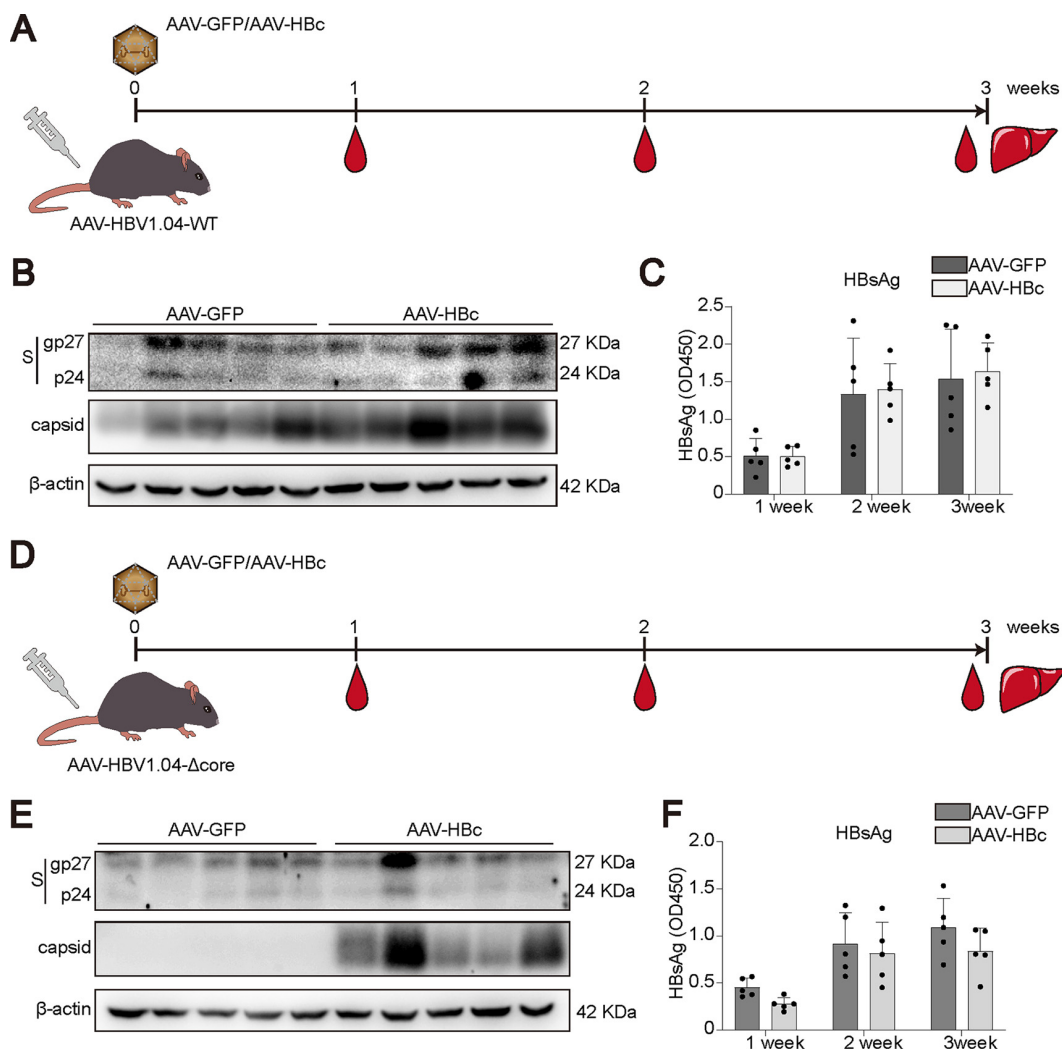 A
AAV-GFP/AAV-HBc
0 1 2 3 weeks
AAV-HBV1.04-WT
B
AAV-GFP AAV-HBc
S gp27 27 KDa
p24 24 KDa
capsid
β-actin 42 KDa
C
HBsAg
AAV-GFP
AAV-HBc
HBsAg (OD450)
2.5
2.0
1.5
1.0
0.5
0
1 week 2 week 3week
D
AAV-GFP/AAV-HBc
0 1 2 3 weeks
AAV-HBV1.04-Δcore
E
AAV-GFP AAV-HBc
S gp27 27 KDa
p24 24 KDa
capsid
β-actin 42 KDa
F
HBsAg
AAV-GFP
AAV-HBc
HBsAg (OD450)
2.0
1.5
1.0
0.5
0
1 week 2 week 3week